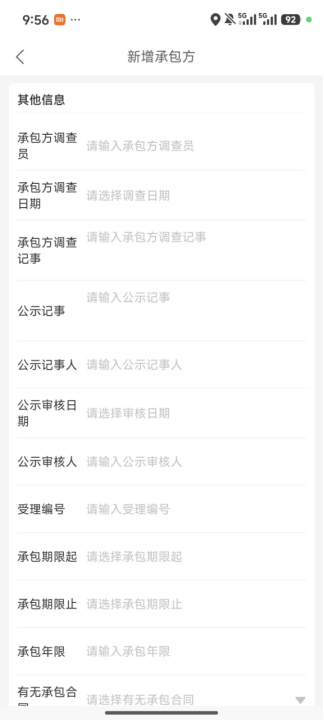 9:56 ··· 5G 5G 92
新增承包方
其他信息
承包方调查
员
请输入承包方调查员
承包方调查
日期
请选择调查日期
承包方调查
记事
请输入承包方调查记事
公示记事
请输入公示记事
公示记事人
请输入公示记事人
公示审核日
期
请选择审核日期
公示审核人
请输入公示审核人
受理编号
请输入受理编号
承包期限起
请选择承包期限起
承包期限止
请选择承包期限止
承包年限
请输入承包年限
有无承包合
同
请选择有无承包合同